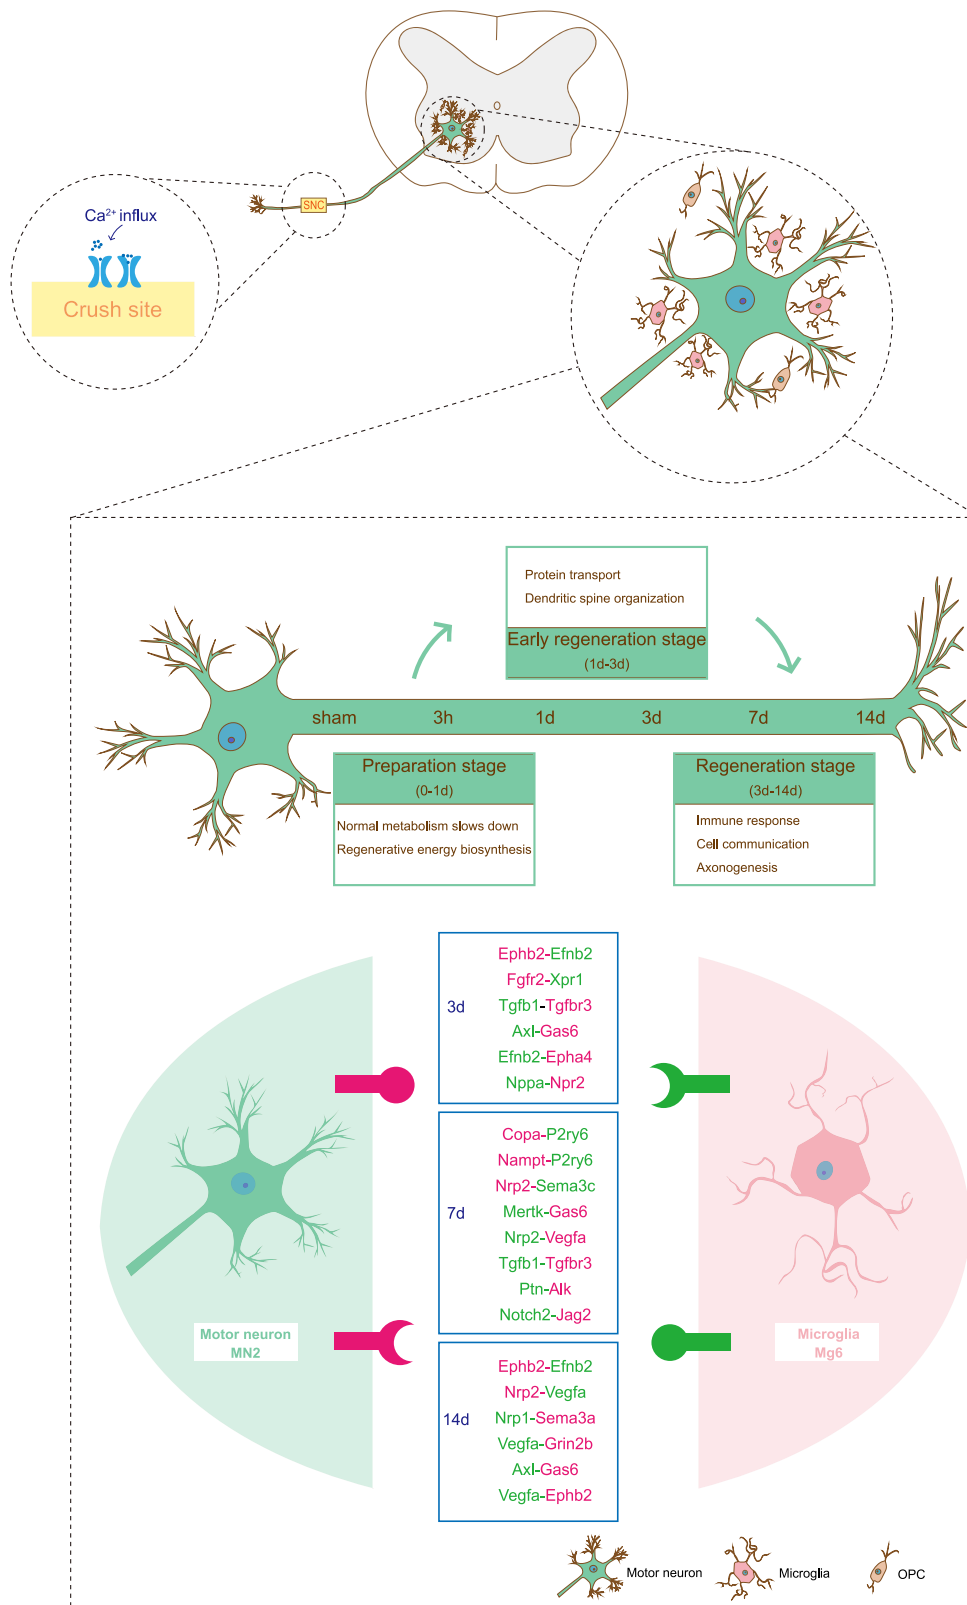 SNC
Ca²⁺ influx
Crush site
Protein transport
Dendritic spine organization
Early regeneration stage
(1d-3d)
sham 3h 1d 3d 7d 14d
Preparation stage
(0-1d)
Normal metabolism slows down
Regenerative energy biosynthesis
Regeneration stage
(3d-14d)
Immune response
Cell communication
Axonogenesis
3d
Ephb2-Efnb2
Fgfr2-Xpr1
Tgfb1-Tgfbr3
Axl-Gas6
Efnb2-Epha4
Nppa-Npr2
7d
Copa-P2ry6
Nampt-P2ry6
Nrp2-Sema3c
Mertk-Gas6
Nrp2-Vegfa
Tgfb1-Tgfbr3
Ptn-Alk
Notch2-Jag2
Motor neuron
MN2
Microglia
Mg6
14d
Ephb2-Efnb2
Nrp2-Vegfa
Nrp1-Sema3a
Vegfa-Grin2b
Axl-Gas6
Vegfa-Ephb2
Motor neuron
Microglia
OPC